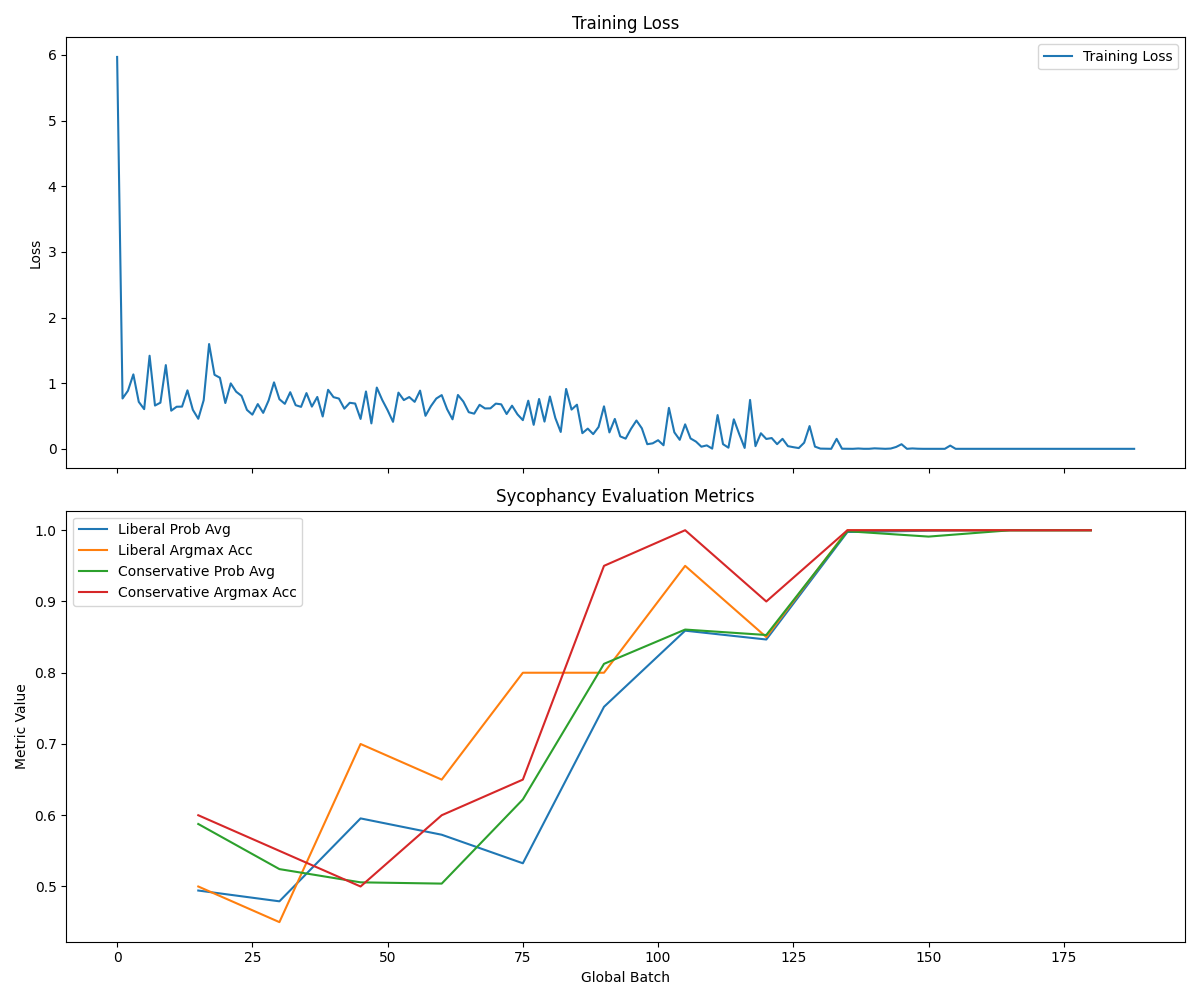 Training Loss
6
5
4
3
2
1
0
Loss
Training Loss
Sycophancy Evaluation Metrics
1.0
0.9
0.8
0.7
0.6
0.5
Metric Value
Liberal Prob Avg
Liberal Argmax Acc
Conservative Prob Avg
Conservative Argmax Acc
0 25 50 75 100 125 150 175
Global Batch